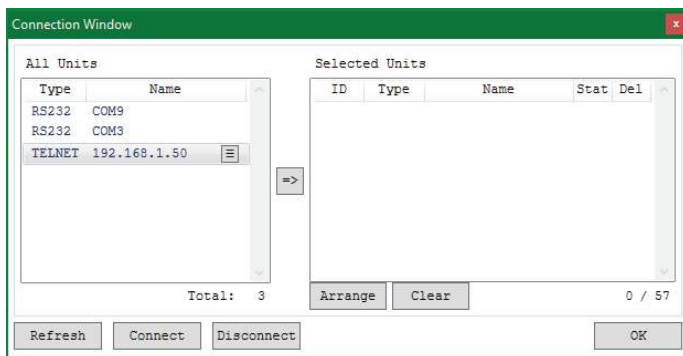 Connection Window
x
All Units
Selected Units
Type Name
ID Type Name Stat Del
RS232 COM9
RS232 COM3
TELNET 192.168.1.50
=>
Total: 3
Arrange Clear 0 / 57
Refresh Connect Disconnect OK